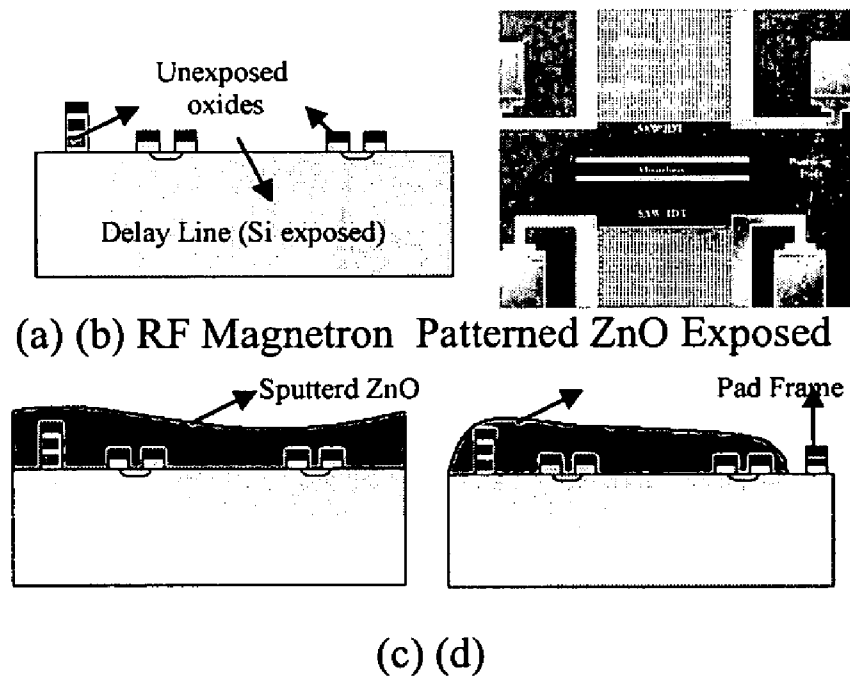 Unexposed
oxides
Delay Line (Si exposed)
SAW IDT
Absorbers
SAW IDT
(a) (b) RF Magnetron Patterned ZnO Exposed
Sputterd ZnO
Pad Frame
(c) (d)